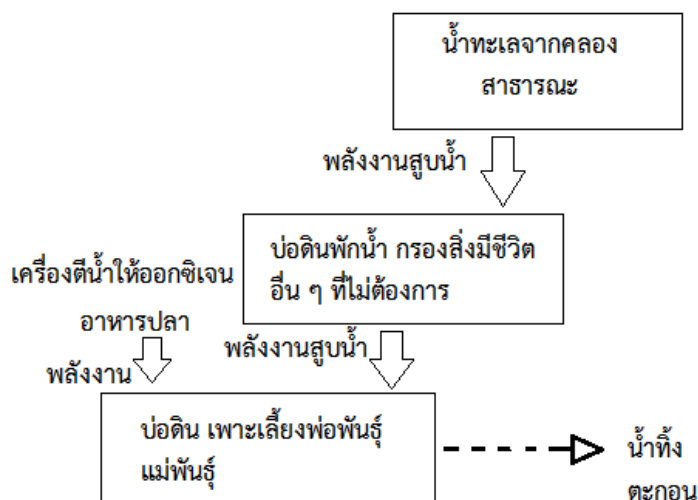 น้ำทะเลจากคลอง
สาธารณะ
พลังงานสูบน้ำ
บ่อดินพักน้ำ กรองสิ่งมีชีวิต
อื่น ๆ ที่ไม่ต้องการ
เครื่องตีน้ำให้ออกซิเจน
อาหารปลา
พลังงานสูบน้ำ
พลังงาน
บ่อดิน เพาะเลี้ยงพ่อพันธุ์
แม่พันธุ์
น้ำทิ้ง
ตะกอน